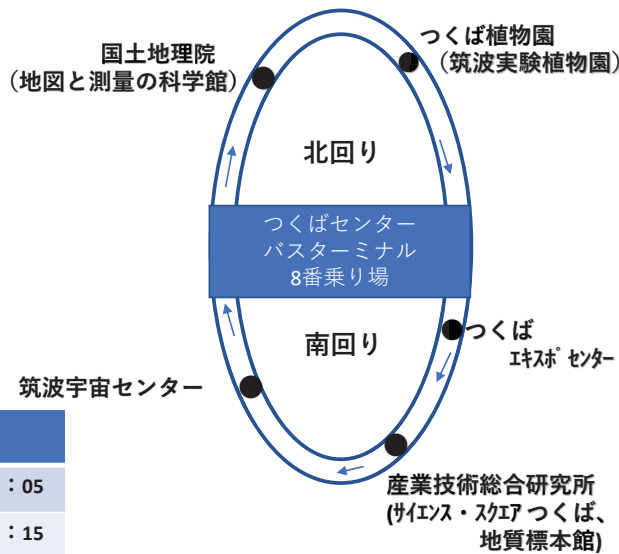 国土地理院
（地図と測量の科学館）
つくば植物園
（筑波実験植物園）
北回り
つくばセンター
バスターミナル
8番乗り場
南回り
つくば
ｴｷｽﾎﾟｾﾝﾀｰ
筑波宇宙センター
産業技術総合研究所
(ｻｲｴﾝｽ・ｽｸｴｱ つくば、
地質標本館)
：05
：15